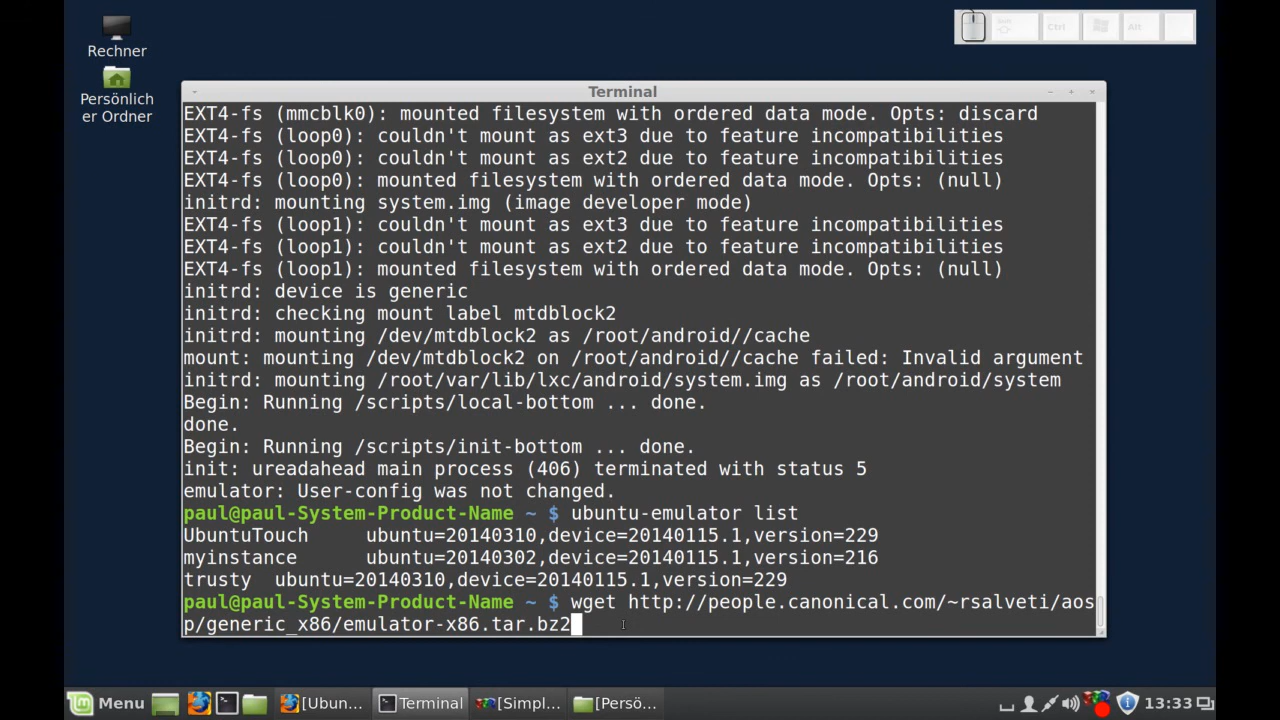 Rechner
Persönlich
er Ordner
Ctrl
Alt
Terminal
EXT4-fs (mmcblk0): mounted filesystem with ordered data mode. Opts: discard
EXT4-fs (loop0): couldn't mount as ext3 due to feature incompatibilities
EXT4-fs (loop0): couldn't mount as ext2 due to feature incompatibilities
EXT4-fs (loop0): mounted filesystem with ordered data mode. Opts: (null)
initrd: mounting system.img (image developer mode)
EXT4-fs (loop1): couldn't mount as ext3 due to feature incompatibilities
EXT4-fs (loop1): couldn't mount as ext2 due to feature incompatibilities
EXT4-fs (loop1): mounted filesystem with ordered data mode. Opts: (null)
initrd: device is generic
initrd: checking mount label mtdblock2
initrd: mounting /dev/mtdblock2 as /root/android//cache
mount: mounting /dev/mtdblock2 on /root/android//cache failed: Invalid argument
initrd: mounting /root/var/lib/lxc/android/system.img as /root/android/system
Begin: Running /scripts/local-bottom ... done.
done.
Begin: Running /scripts/init-bottom ... done.
init: ureadahead main process (406) terminated with status 5
emulator: User-config was not changed.
paul@paul-System-Product-Name ~ $ ubuntu-emulator list
UbuntuTouch     ubuntu=20140310,device=20140115.1,version=229
myinstance      ubuntu=20140302,device=20140115.1,version=216
trusty  ubuntu=20140310,device=20140115.1,version=229
paul@paul-System-Product-Name ~ $ wget http://people.canonical.com/~rsalveti/aos
p/generic_x86/emulator-x86.tar.bz2
Menu
[Ubun...
Terminal
[Simpl...
[Persö...
13:33